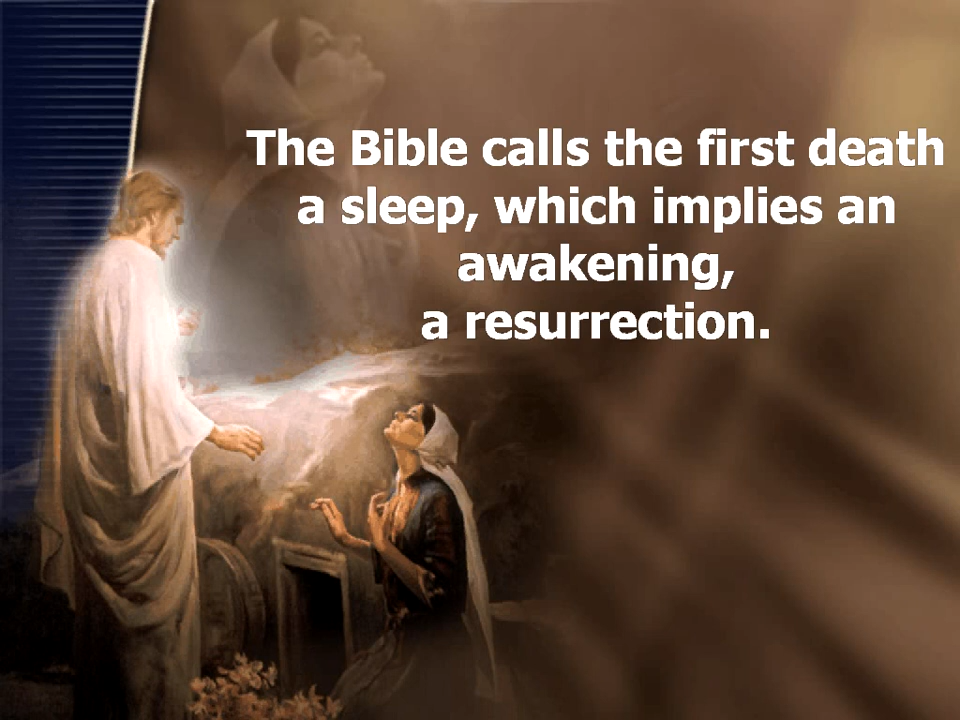 The Bible calls the first death
a sleep, which implies an
awakening,
a resurrection.